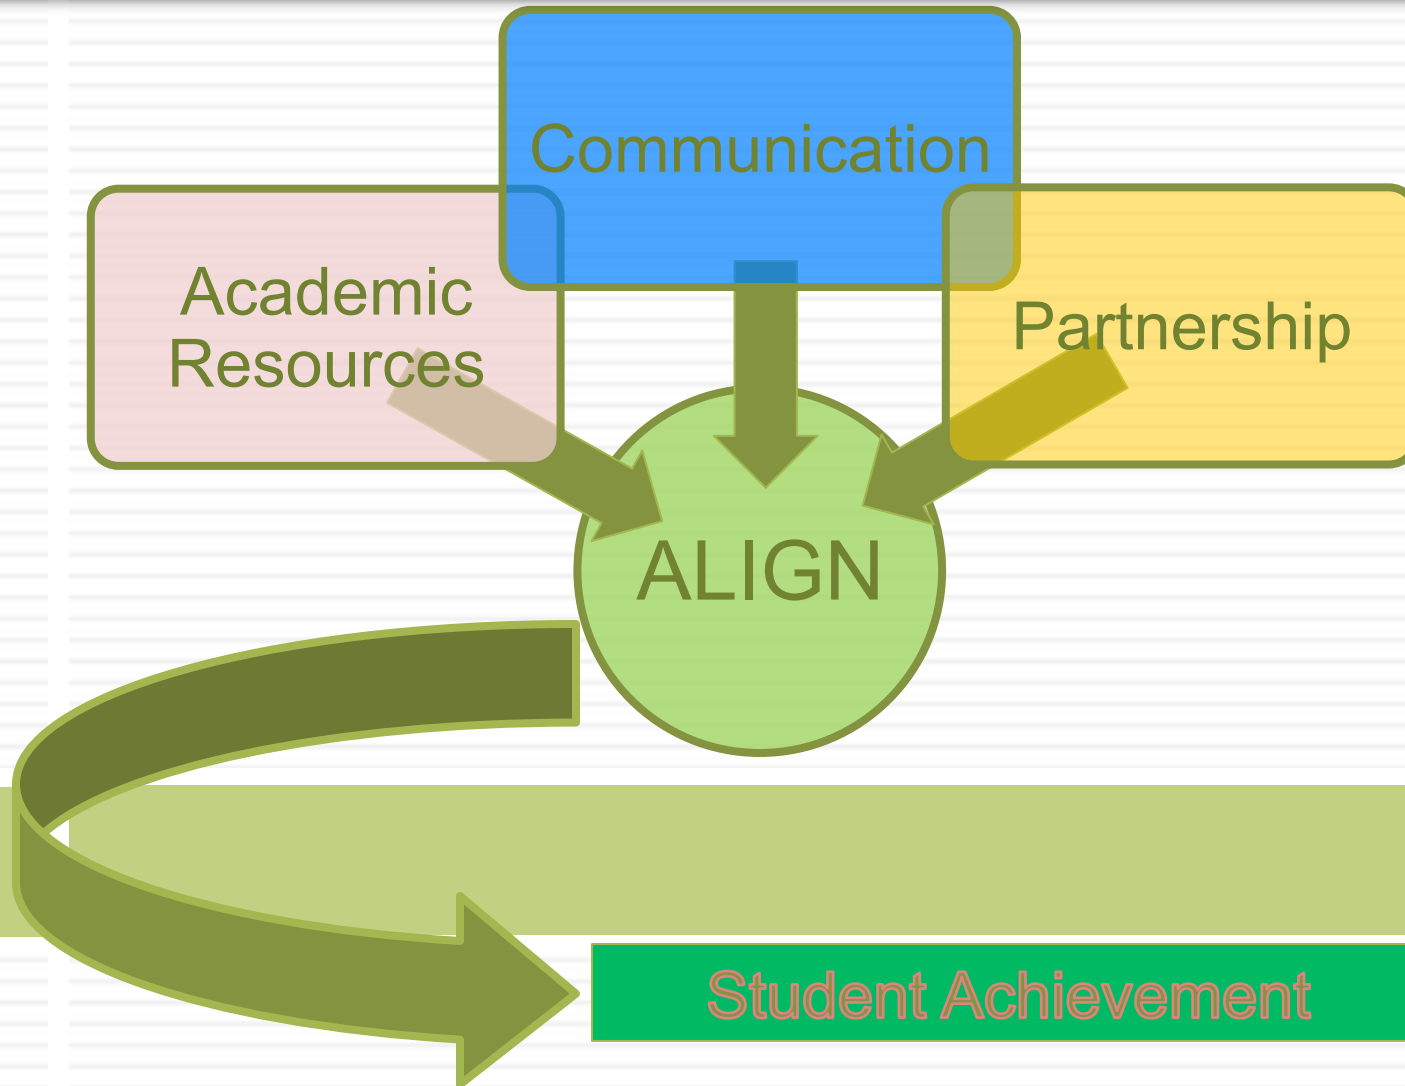 Communication
Academic
Resources
Partnership
ALIGN
Student Achievement